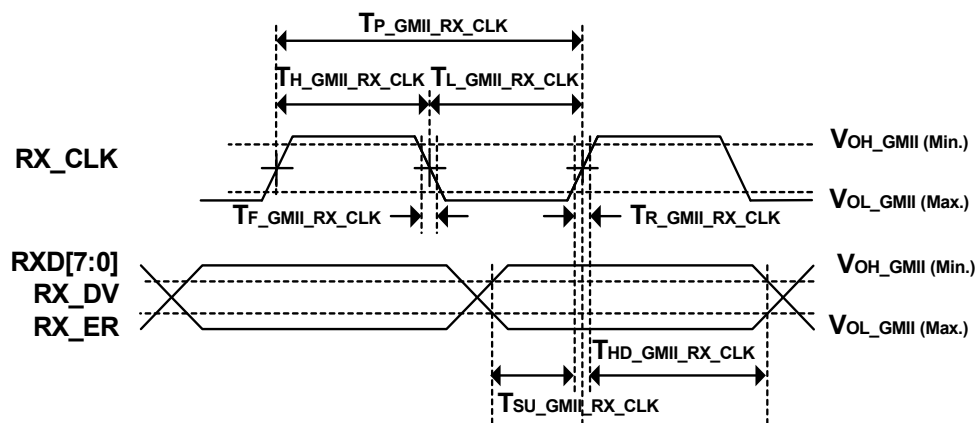 TP_GMII_RX_CLK
TH_GMII_RX_CLK TL_GMII_RX_CLK
RX_CLK
VOH_GMII (Min.)
VOL_GMII (Max.)
TF_GMII_RX_CLK
TR_GMII_RX_CLK
RXD[7:0]
RX_DV
RX_ER
VOH_GMII (Min.)
VOL_GMII (Max.)
THD_GMII_RX_CLK
TSU_GMII_RX_CLK